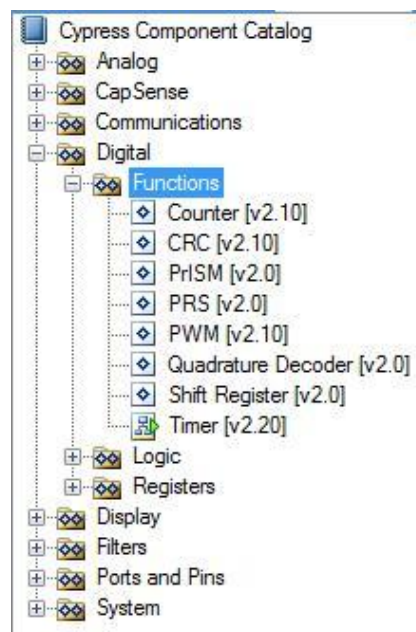 Cypress Component Catalog
Analog
CapSense
Communications
Digital
Functions
Counter [v2.10]
CRC [v2.10]
PrISM [v2.0]
PRS [v2.0]
PWM [v2.10]
Quadrature Decoder [v2.0]
Shift Register [v2.0]
Timer [v2.20]
Logic
Registers
Display
Filters
Ports and Pins
System